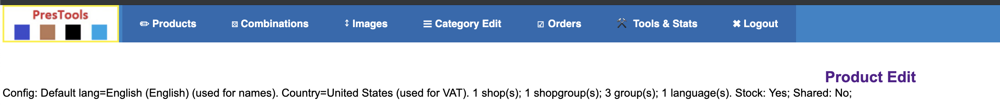 PresTools
✏ Products ⚄ Combinations ↕ Images ☰ Category Edit ☑ Orders ⚒ Tools & Stats ✖ Logout
Product Edit
Config: Default lang=English (English) (used for names). Country=United States (used for VAT). 1 shop(s); 1 shopgroup(s); 3 group(s); 1 language(s). Stock: Yes; Shared: No;